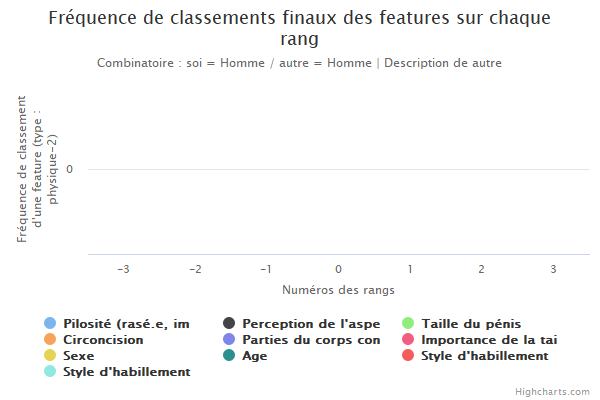 Fréquence de classements finaux des features sur chaque
rang
Combinatoire : soi = Homme / autre = Homme | Description de autre
Fréquence de classement
d'une feature (type :
physique-2)
0
-3 -2 -1 0 1 2 3
Numéros des rangs
Pilosité (rasé.e, im Perception de l'aspe Taille du pénis
Circoncision Parties du corps con Importance de la tai
Sexe Age Style d'habillement
Style d'habillement
Highcharts.com